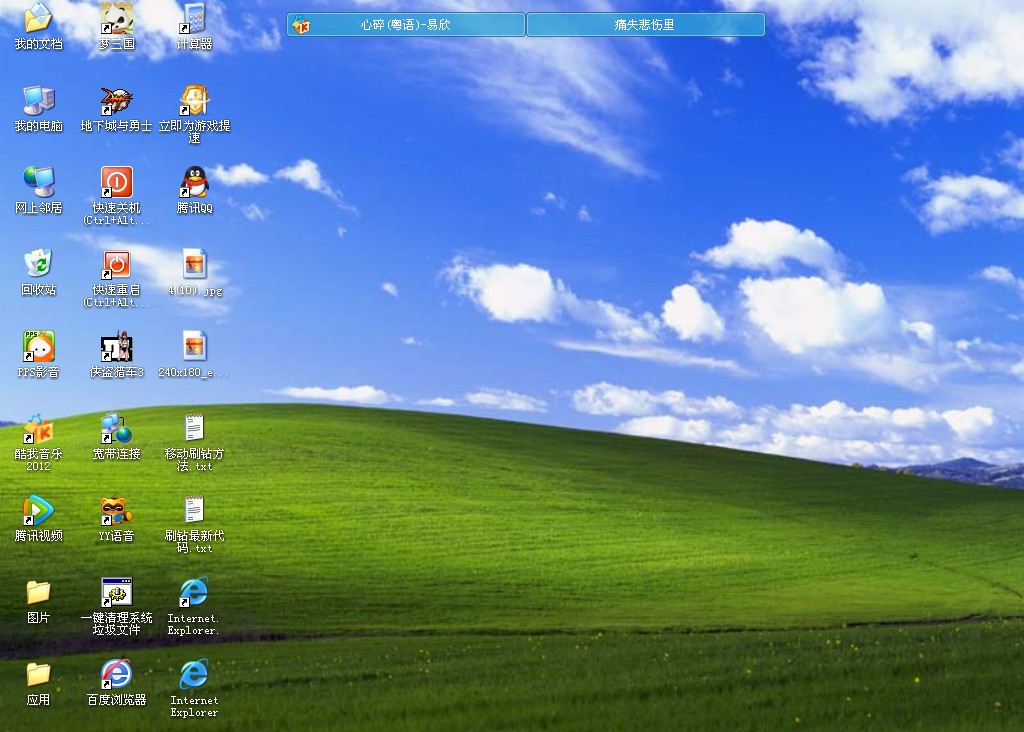 心碎(粤语)-易欣
痛失悲伤里
我的文档
梦三国
计算器
我的电脑
地下城与勇士
立即为游戏提
速
网上邻居
快速关机
(Ctrl+Alt...
腾讯QQ
回收站
快速重启
(Ctrl+Alt...
4(10).jpg
PPS
PPS影音
侠盗猎车3
240x180_e...
酷我音乐
2012
宽带连接
移动刷钻方
法.txt
腾讯视频
YY语音
刷钻最新代
码.txt
图片
一键清理系统
垃圾文件
Internet.
Explorer.
应用
百度浏览器
Internet
Explorer